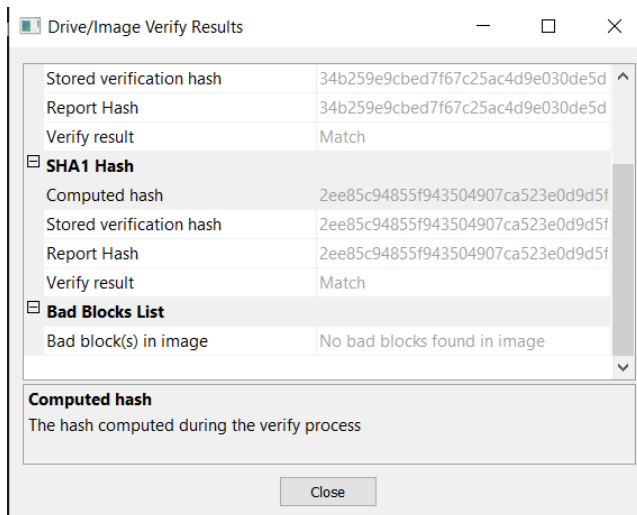 Drive/Image Verify Results
Stored verification hash 34b259e9cbed7f67c25ac4d9e030de5d
Report Hash 34b259e9cbed7f67c25ac4d9e030de5d
Verify result Match
SHA1 Hash
Computed hash 2ee85c94855f943504907ca523e0d9d5f
Stored verification hash 2ee85c94855f943504907ca523e0d9d5f
Report Hash 2ee85c94855f943504907ca523e0d9d5f
Verify result Match
Bad Blocks List
Bad block(s) in image No bad blocks found in image
Computed hash
The hash computed during the verify process
Close